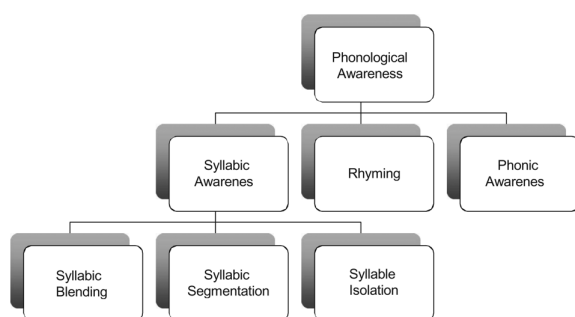 Phonological
Awareness
Syllabic
Awarenes
Rhyming
Phonic
Awarenes
Syllabic
Blending
Syllabic
Segmentation
Syllable
Isolation